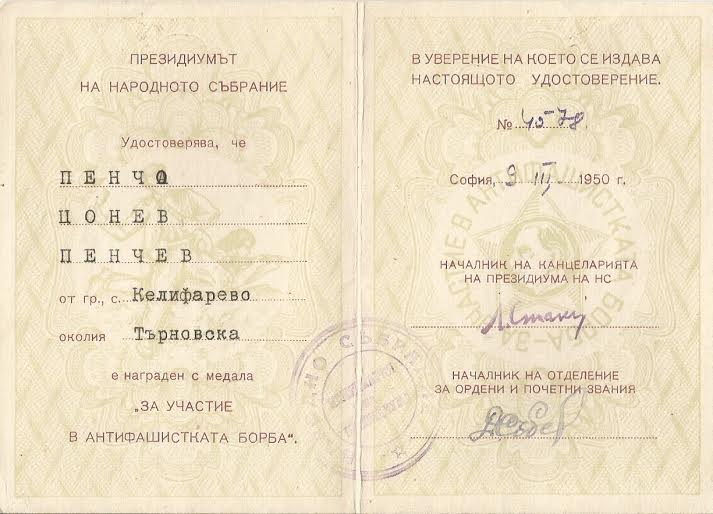 ПРЕЗИДИУМЪТ
НА НАРОДНОТО СЪБРАНИЕ
Удостоверява, че
ПЕНЧО
ЦОНЕВ
ПЕНЧЕВ
от гр., с. Келифарево
околия Търновска
е награден с медала
„ЗА УЧАСТИЕ
В АНТИФАШИСТКАТА БОРБА“.
В УВЕРЕНИЕ НА КОЕТО СЕ ИЗДАВА
НАСТОЯЩОТО УДОСТОВЕРЕНИЕ.
№ 4578.
София, 9 III 1950 г.
НАЧАЛНИК НА КАНЦЕЛАРИЯТА
НА ПРЕЗИДИУМА НА НС
НАЧАЛНИК НА ОТДЕЛЕНИЕ
ЗА ОРДЕНИ И ПОЧЕТНИ ЗВАНИЯ